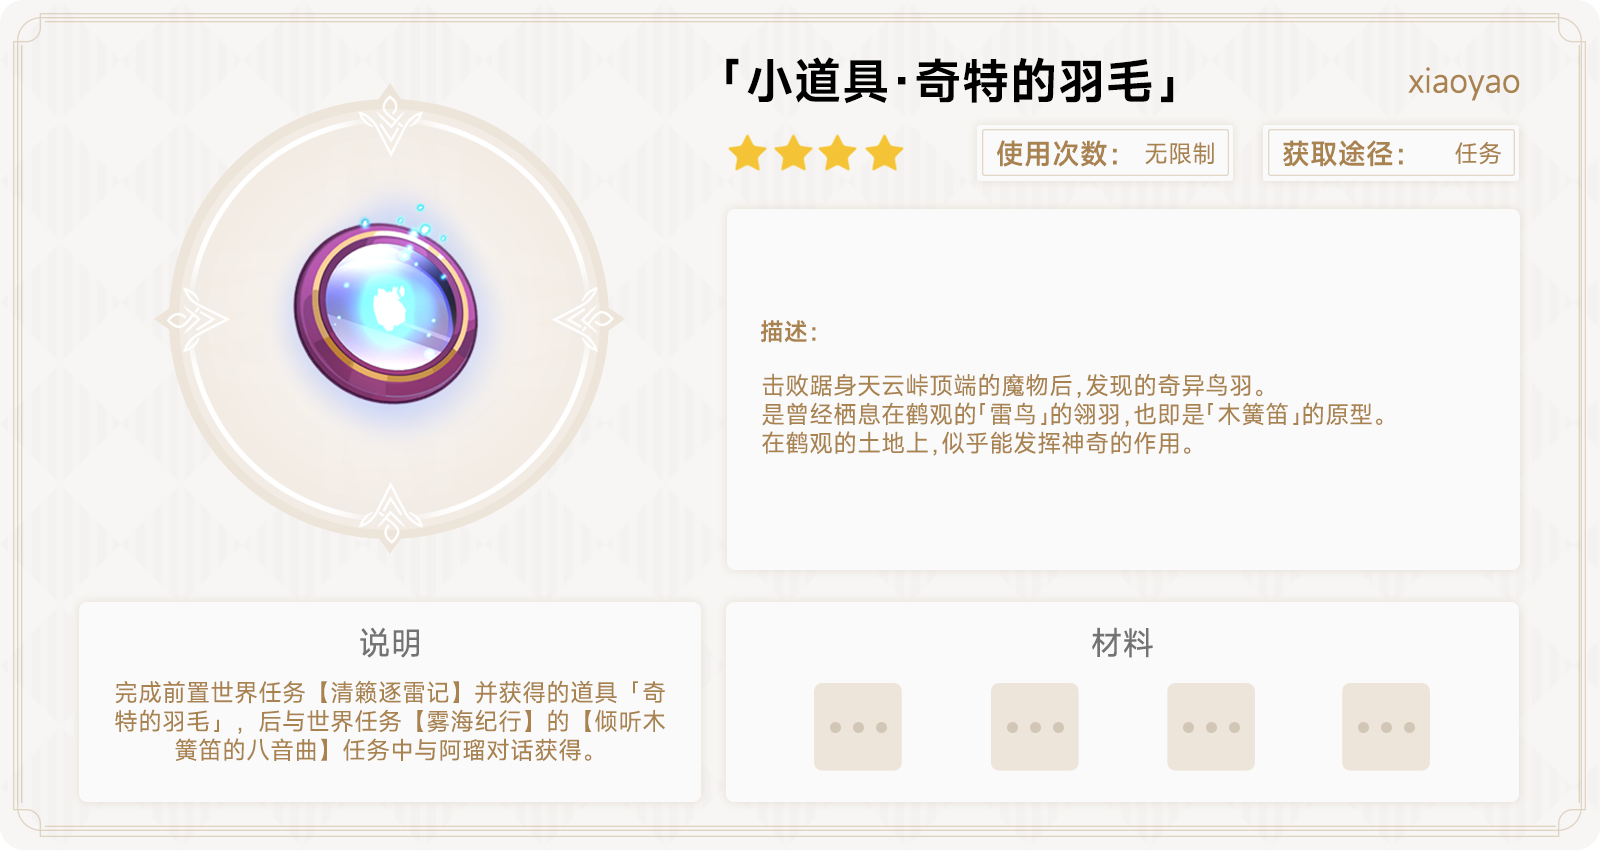 「小道具·奇特的羽毛」
xiaoyao
使用次数： 无限制
获取途径： 任务
描述：
击败踞身天云峠顶端的魔物后，发现的奇异鸟羽。
是曾经栖息在鹤观的「雷鸟」的翎羽，也即是「木簧笛」的原型。
在鹤观的土地上，似乎能发挥神奇的作用。
说明
完成前置世界任务【清籁逐雷记】并获得的道具「奇
特的羽毛」，后与世界任务【雾海纪行】的【倾听木
簧笛的八音曲】任务中与阿瑠对话获得。
材料